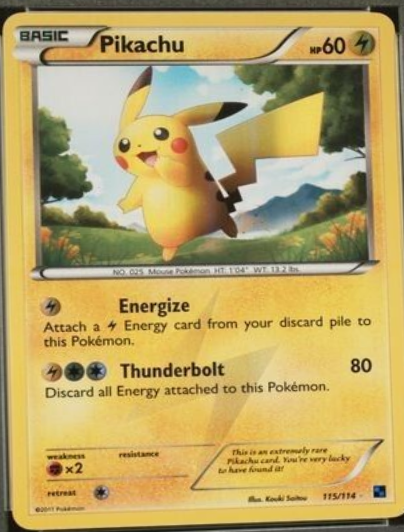 BASIC Pikachu HP60
NO. 025 Mouse Pokémon HT: 1'04" WT: 13.2 lbs.
Energize
Attach a Energy card from your discard pile to
this Pokémon.
Thunderbolt 80
Discard all Energy attached to this Pokémon.
weakness resistance
×2
retreat
This is an extremely rare
Pikachu card. You're very lucky
to have found it!
Illus. Kouki Saitou 115/114
©2011 Pokémon